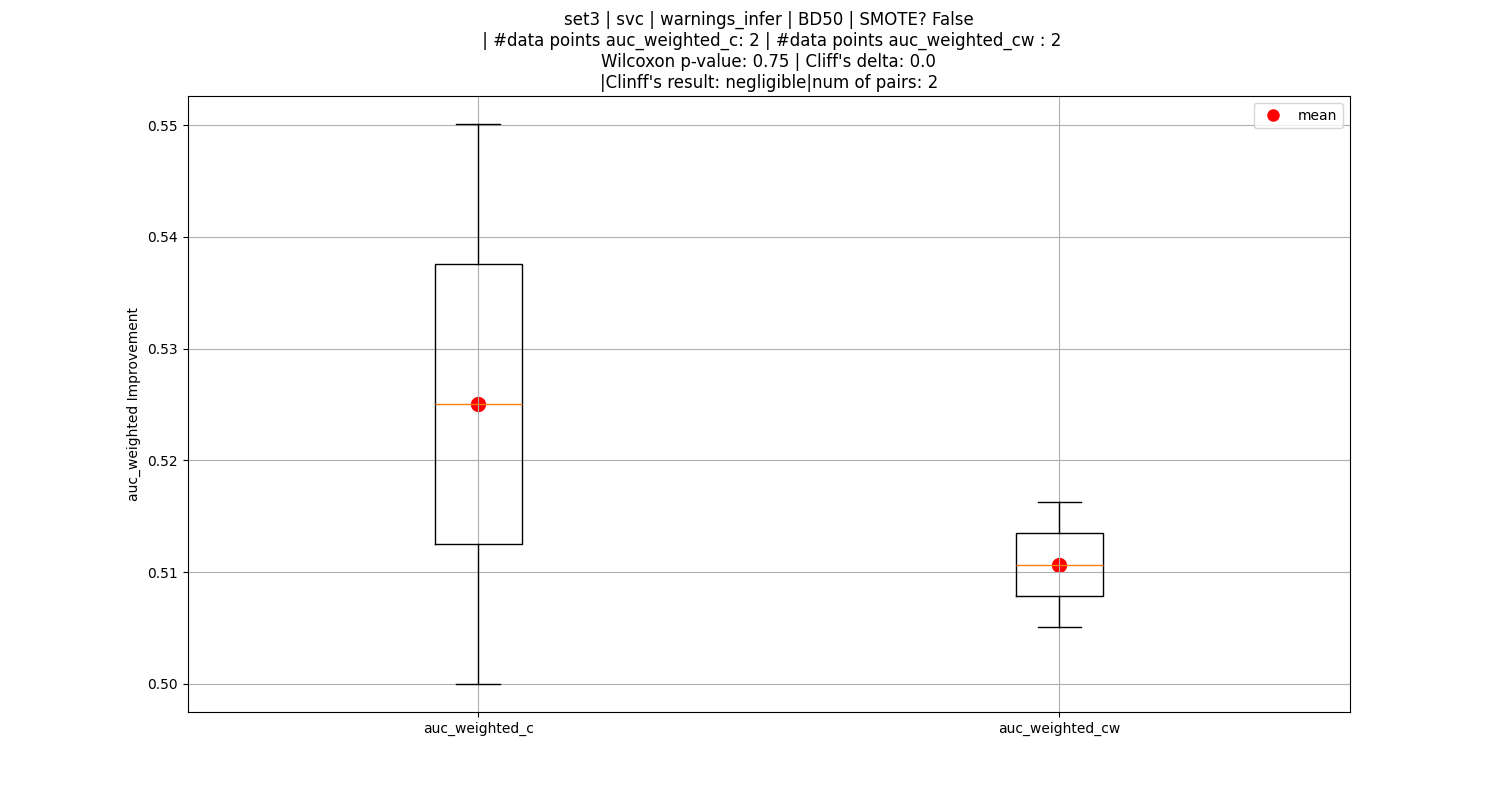 set3 | svc | warnings_infer | BD50 | SMOTE? False
| #data points auc_weighted_c: 2 | #data points auc_weighted_cw : 2
Wilcoxon p-value: 0.75 | Cliff's delta: 0.0
|Clinff's result: negligible|num of pairs: 2
mean
0.55
0.54
0.53
0.52
0.51
0.50
auc_weighted Improvement
auc_weighted_c
auc_weighted_cw